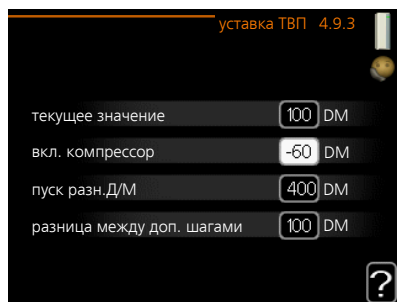 уставка ТВП 4.9.3
текущее значение 100 DM
вкл. компрессор -60 DM
пуск разн.Д/М 400 DM
разница между доп. шагами 100 DM
?